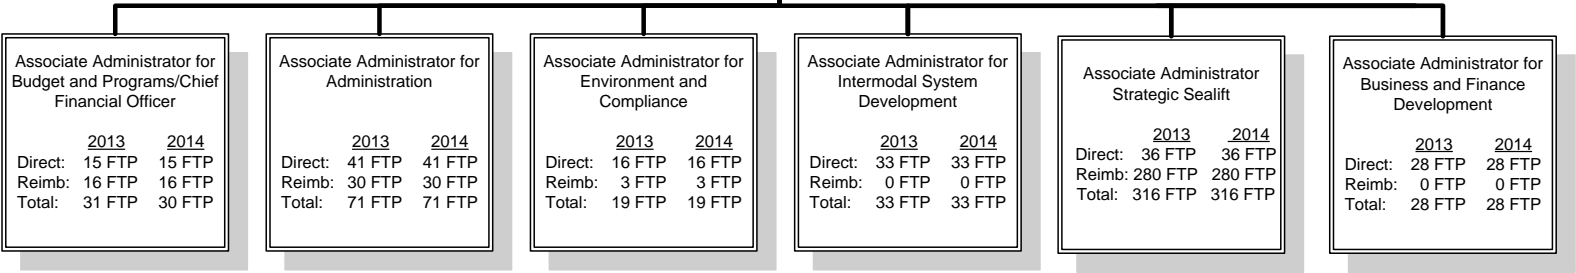 Associate Administrator for
Budget and Programs/Chief
Financial Officer
2013 2014
Direct: 15 FTP 15 FTP
Reimb: 16 FTP 16 FTP
Total: 31 FTP 30 FTP
Associate Administrator for
Administration
2013 2014
Direct: 41 FTP 41 FTP
Reimb: 30 FTP 30 FTP
Total: 71 FTP 71 FTP
Associate Administrator for
Environment and
Compliance
2013 2014
Direct: 16 FTP 16 FTP
Reimb: 3 FTP 3 FTP
Total: 19 FTP 19 FTP
Associate Administrator for
Intermodal System
Development
2013 2014
Direct: 33 FTP 33 FTP
Reimb: 0 FTP 0 FTP
Total: 33 FTP 33 FTP
Associate Administrator
Strategic Sealift
2013 2014
Direct: 36 FTP 36 FTP
Reimb: 280 FTP 280 FTP
Total: 316 FTP 316 FTP
Associate Administrator for
Business and Finance
Development
2013 2014
Direct: 28 FTP 28 FTP
Reimb: 0 FTP 0 FTP
Total: 28 FTP 28 FTP